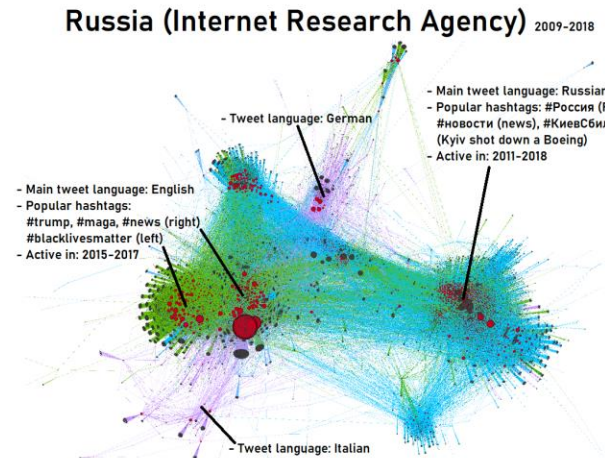 Russia (Internet Research Agency) 2009-2018
- Main tweet language: Russian
- Popular hashtags: #Россия
#новости (news), #КиевСбил
(Kyiv shot down a Boeing)
- Active in: 2011-2018
- Tweet language: German
- Main tweet language: English
- Popular hashtags:
#trump, #maga, #news (right)
#blacklivesmatter (left)
- Active in: 2015-2017
- Tweet language: Italian